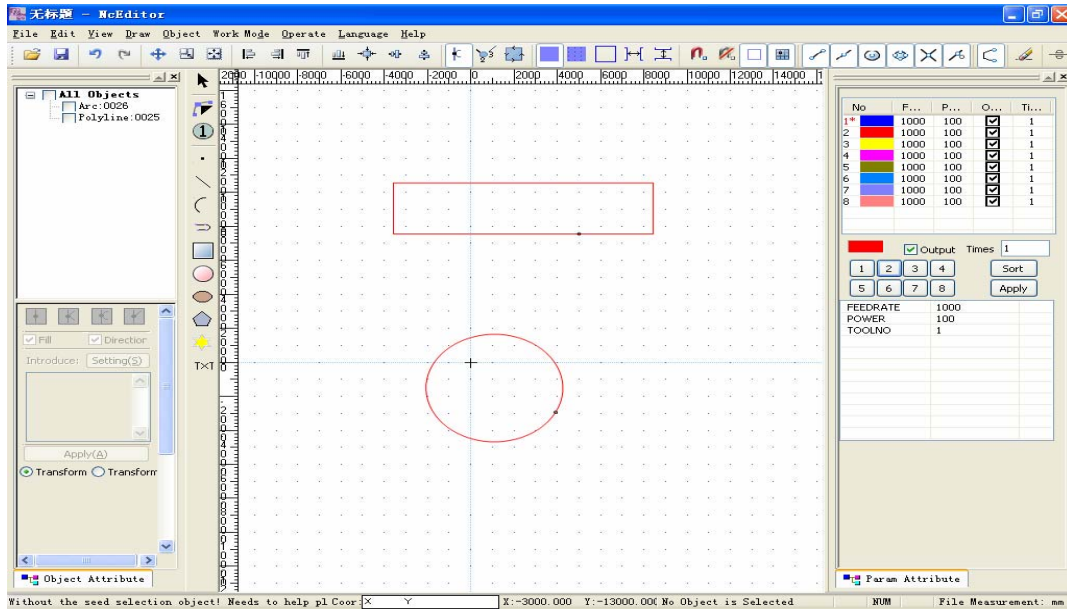 无标题 - NcEditor
File Edit View Draw Object Work Mode Operate Language Help
All Objects
Arc:0026
Polyline:0025
Fill Direction
Introduce: Setting(S)
Apply(A)
Transform Transform
Object Attribute
1
T×T
-10000 -8000 -6000 -4000 -2000 0 2000 4000 6000 8000 10000 12000 14000
No F... P... O... Ti...
1* 1000 100 1
2 1000 100 1
3 1000 100 1
4 1000 100 1
5 1000 100 1
6 1000 100 1
7 1000 100 1
8 1000 100 1
Output Times 1
1 2 3 4 Sort
5 6 7 8 Apply
FEEDRATE 1000
POWER 100
TOOLNO 1
Param Attribute
Without the seed selection object! Needs to help pl Coor: X Y X:-3000.000 Y:-13000.000 No Object is Selected NUM File Measurement: mm